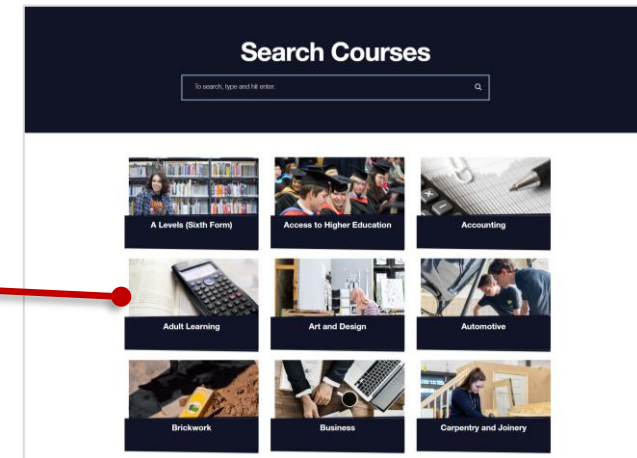 Search Courses
To search, type and hit enter.
A Levels (Sixth Form)
Access to Higher Education
Accounting
Adult Learning
Art and Design
Automotive
Brickwork
Business
Carpentry and Joinery